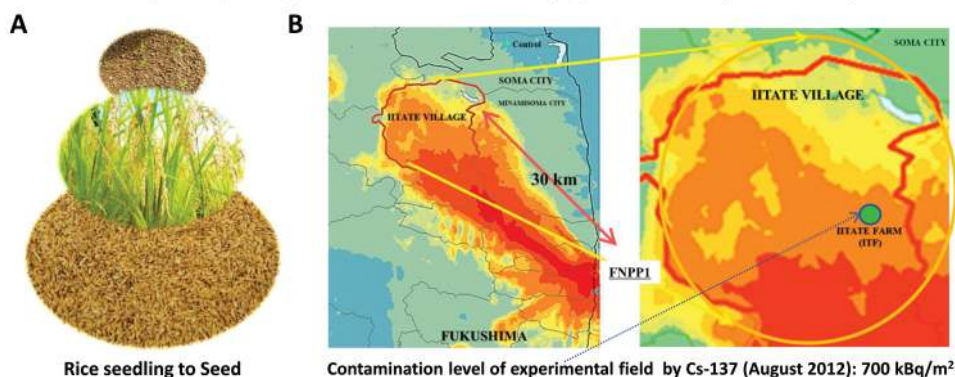 A
Rice seedling to Seed
B
Control
SOMA CITY
MINAMISOMA CITY
IITATE VILLAGE
30 km
FNPP1
FUKUSHIMA
SOMA CITY
IITATE VILLAGE
IITATE FARM
(ITF)
Contamination level of experimental field by Cs-137 (August 2012): 700 kBq/m²